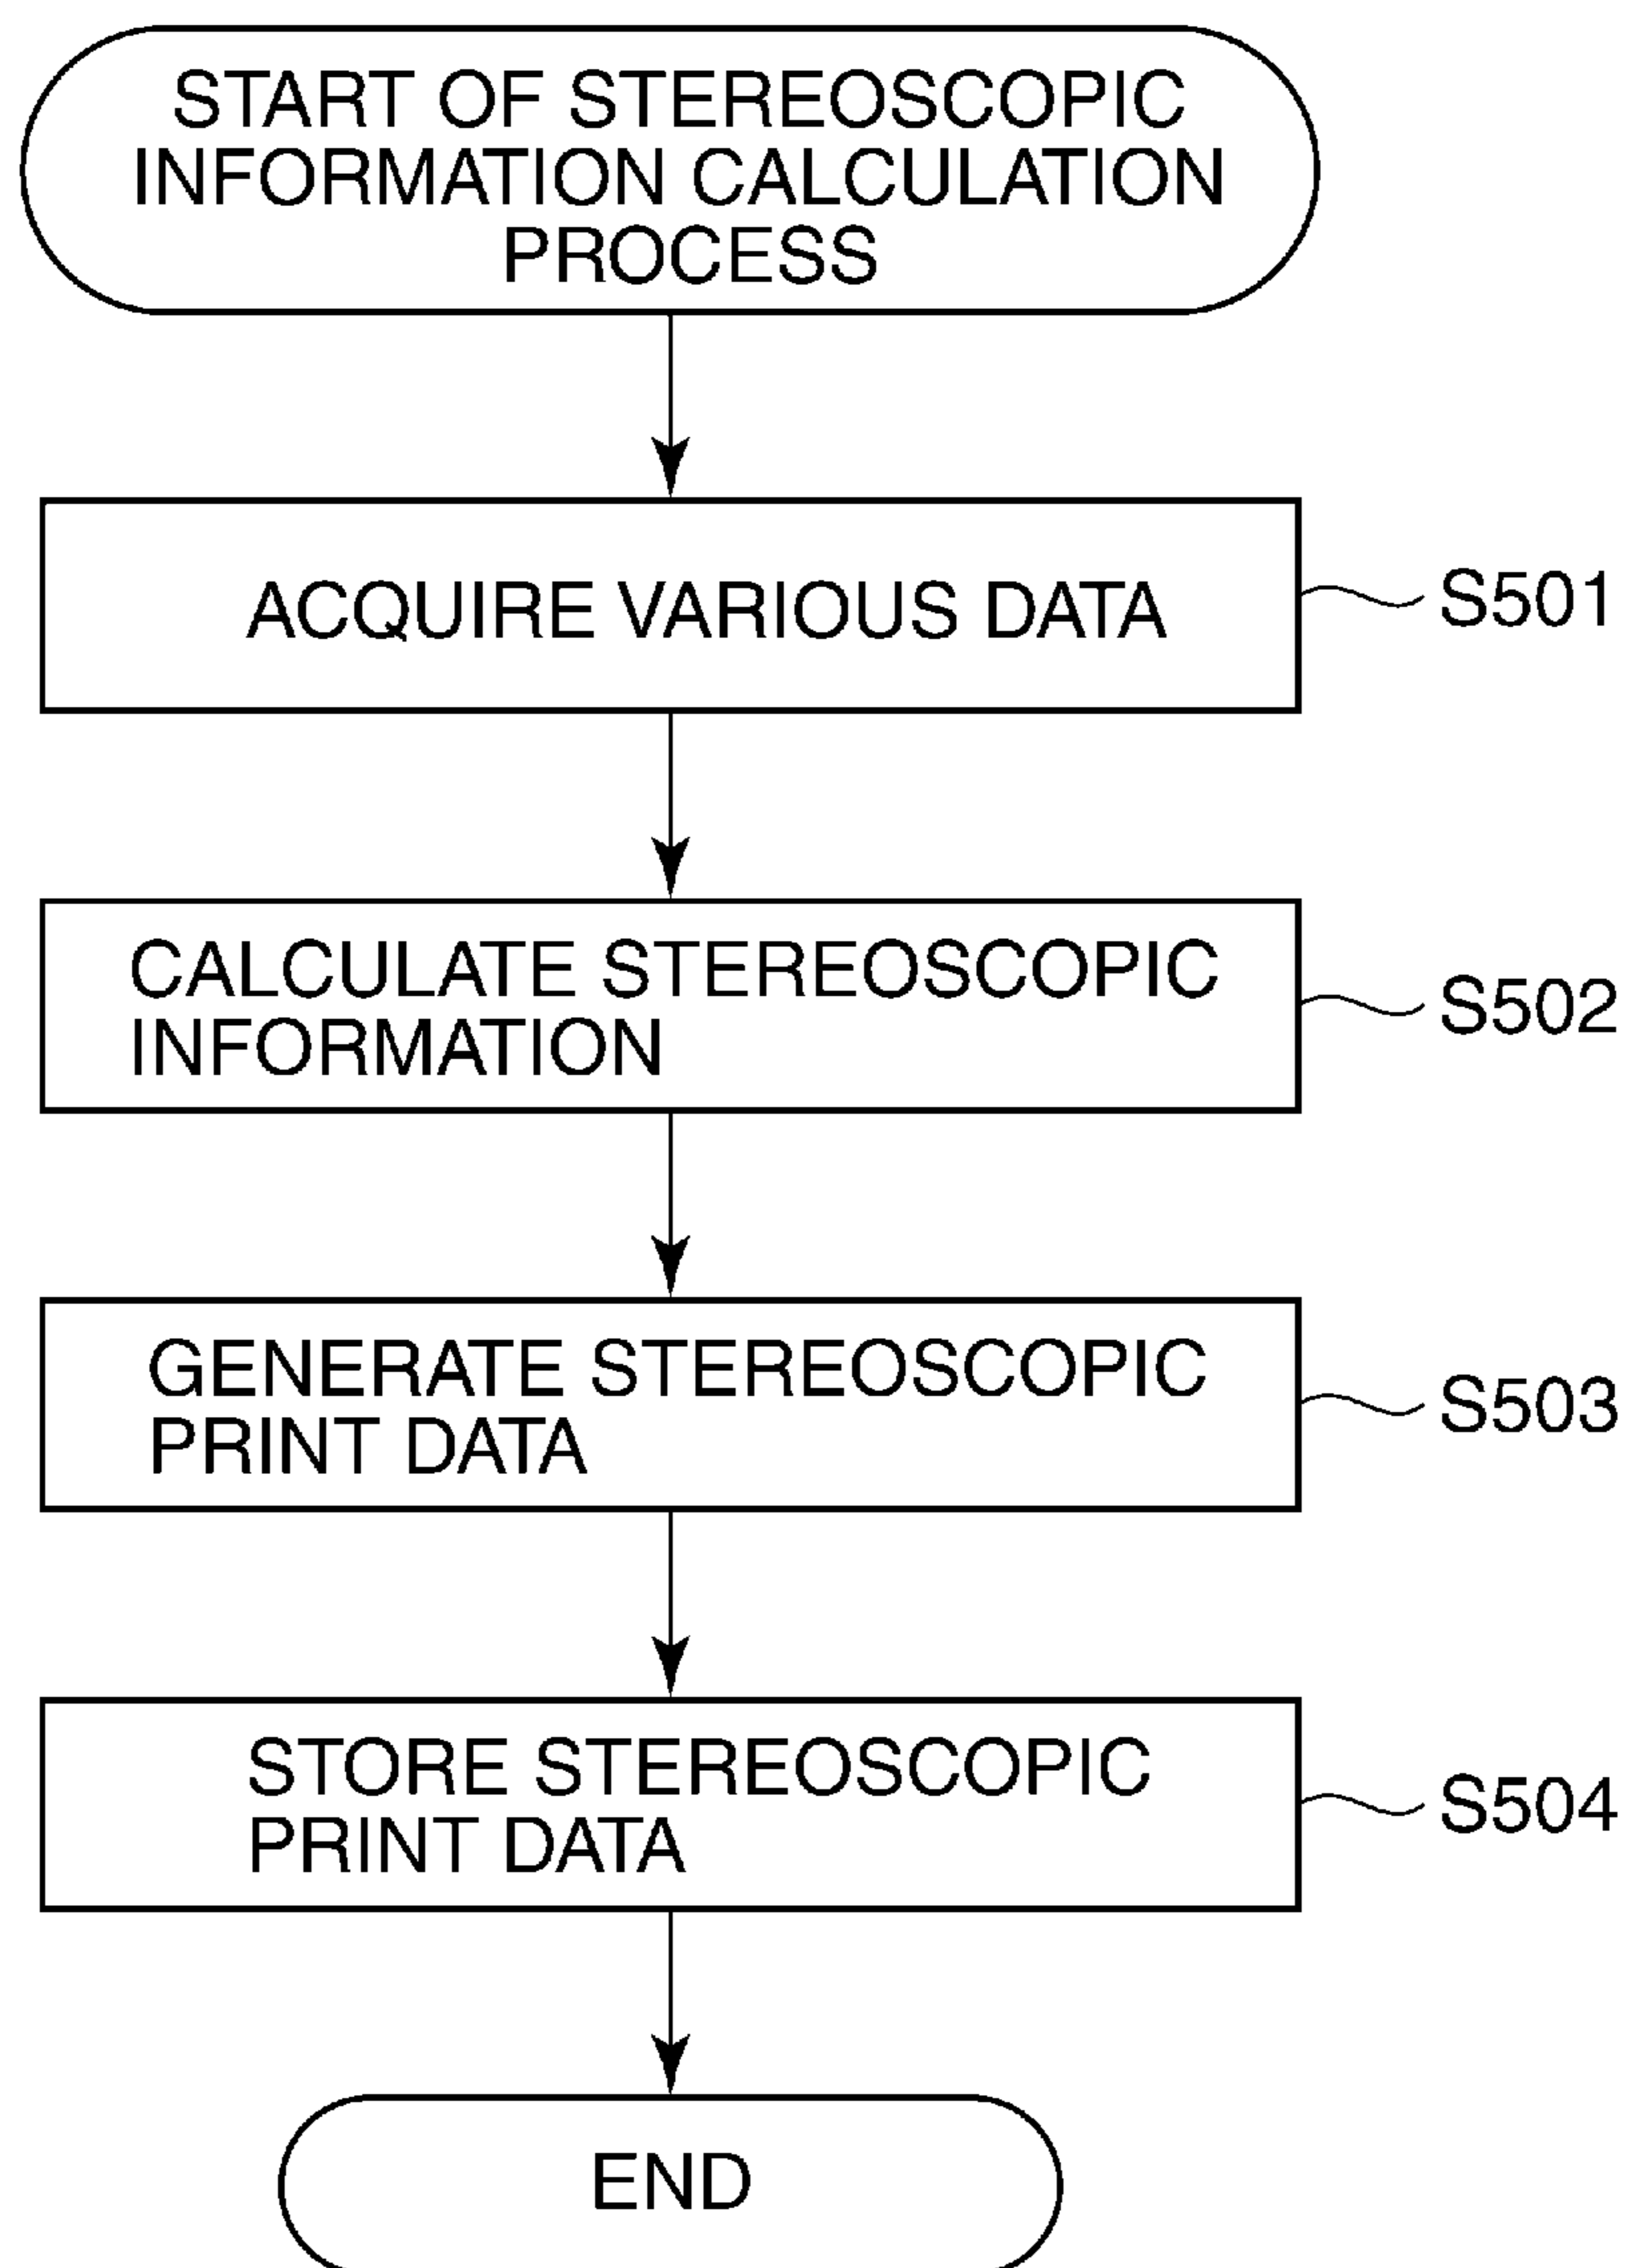 START OF STEREOSCOPIC
INFORMATION CALCULATION
PROCESS
ACQUIRE VARIOUS DATA
S501
CALCULATE STEREOSCOPIC
INFORMATION
S502
GENERATE STEREOSCOPIC
PRINT DATA
S503
STORE STEREOSCOPIC
PRINT DATA
S504
END